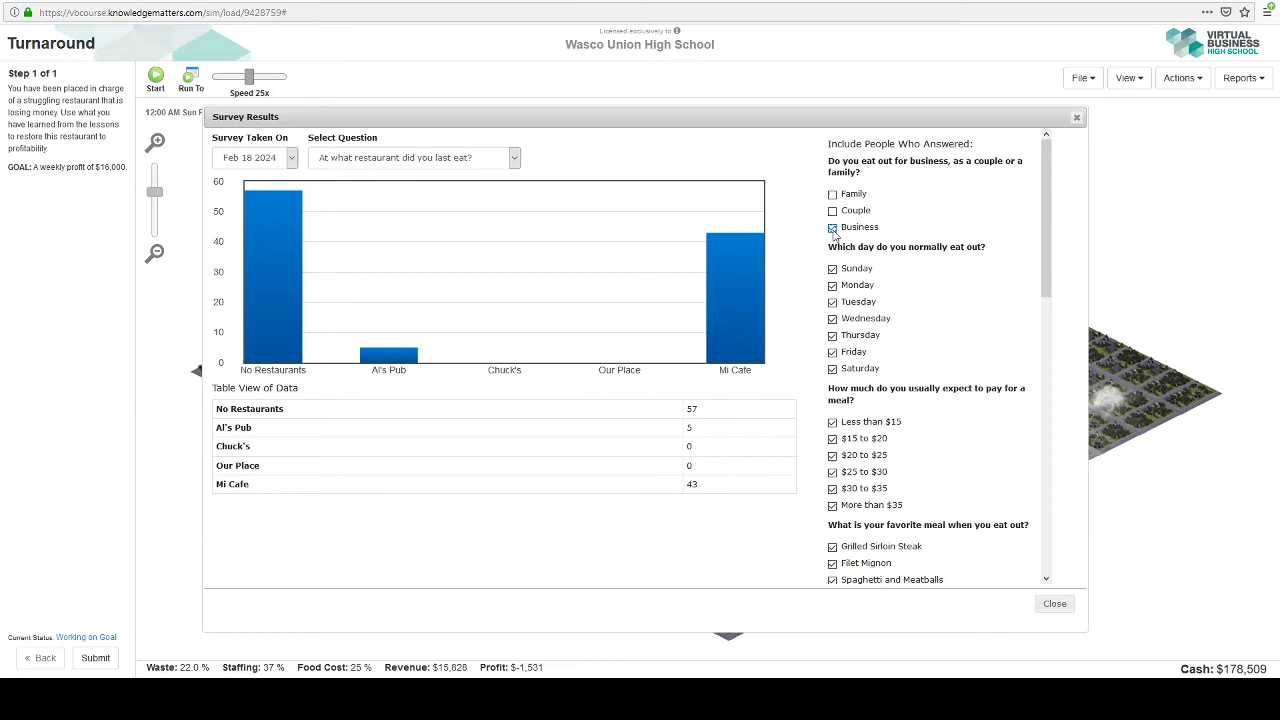 https://vbcourse.knowledgematters.com/sim/load/9428759#
Turnaround
Licensed exclusively to
Wasco Union High School
VIRTUAL
BUSINESS
HIGH SCHOOL
Step 1 of 1
You have been placed in charge
of a struggling restaurant that is
losing money. Use what you
have learned from the lessons
to restore this restaurant to
profitability.
GOAL: A weekly profit of $16,000.
Start
Run To
Speed 25x
File
View
Actions
Reports
12:00 AM Sun F
Survey Results
Survey Taken On
Select Question
Feb 18 2024
At what restaurant did you last eat?
60
50
40
30
20
10
0
No Restaurants
Al's Pub
Chuck's
Our Place
Mi Cafe
Table View of Data
No Restaurants 57
Al's Pub 5
Chuck's 0
Our Place 0
Mi Cafe 43
Include People Who Answered:
Do you eat out for business, as a couple or a
family?
Family
Couple
Business
Which day do you normally eat out?
Sunday
Monday
Tuesday
Wednesday
Thursday
Friday
Saturday
How much do you usually expect to pay for a
meal?
Less than $15
$15 to $20
$20 to $25
$25 to $30
$30 to $35
More than $35
What is your favorite meal when you eat out?
Grilled Sirloin Steak
Filet Mignon
Spaghetti and Meatballs
Close
Current Status: Working on Goal
« Back
Submit
Waste: 22.0 % Staffing: 37 % Food Cost: 25 % Revenue: $15,828 Profit: $-1,531
Cash: $178,509